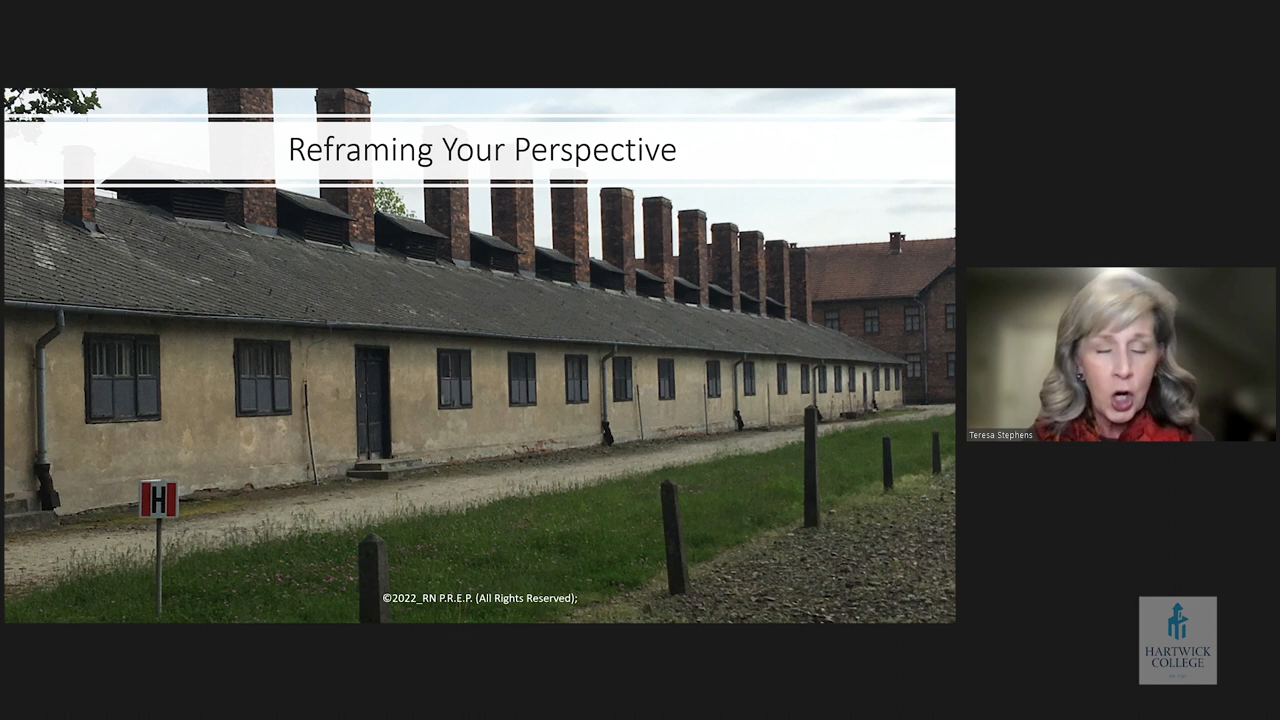 Reframing Your Perspective
H
©2022_RN P.R.E.P. (All Rights Reserved);
Teresa Stephens
HARTWICK
COLLEGE